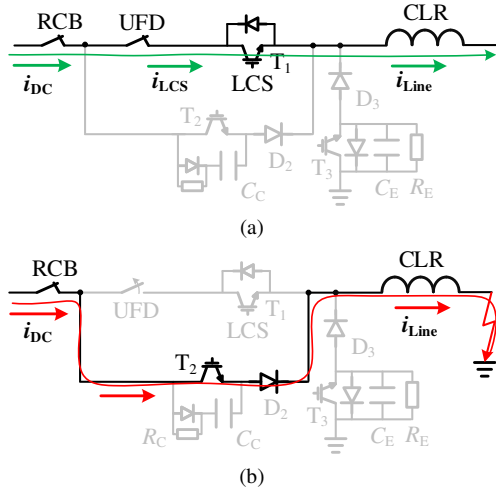 RCB UFD CLR
T1
iDC iLCS LCS iLine
D3
T2
D2 T3
CC CE RE
(a)
RCB CLR
UFD T1
iDC LCS iLine
D3
T2
D2 T3
RC CC CE RE
(b)